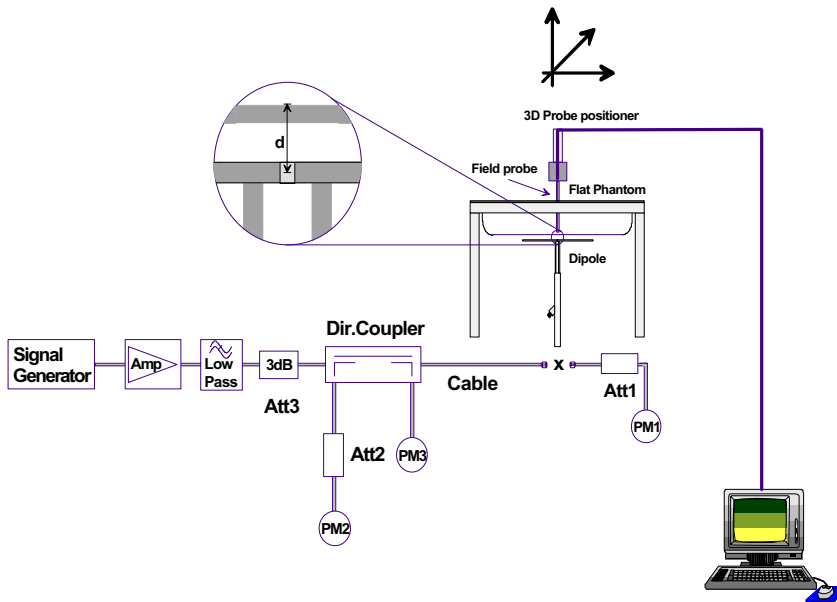 3D Probe positioner
d
Field probe
Flat Phantom
Dipole
Dir.Coupler
Signal
Generator
Amp
Low
Pass
3dB
Cable
x
Att1
Att3
PM1
Att2
PM3
PM2